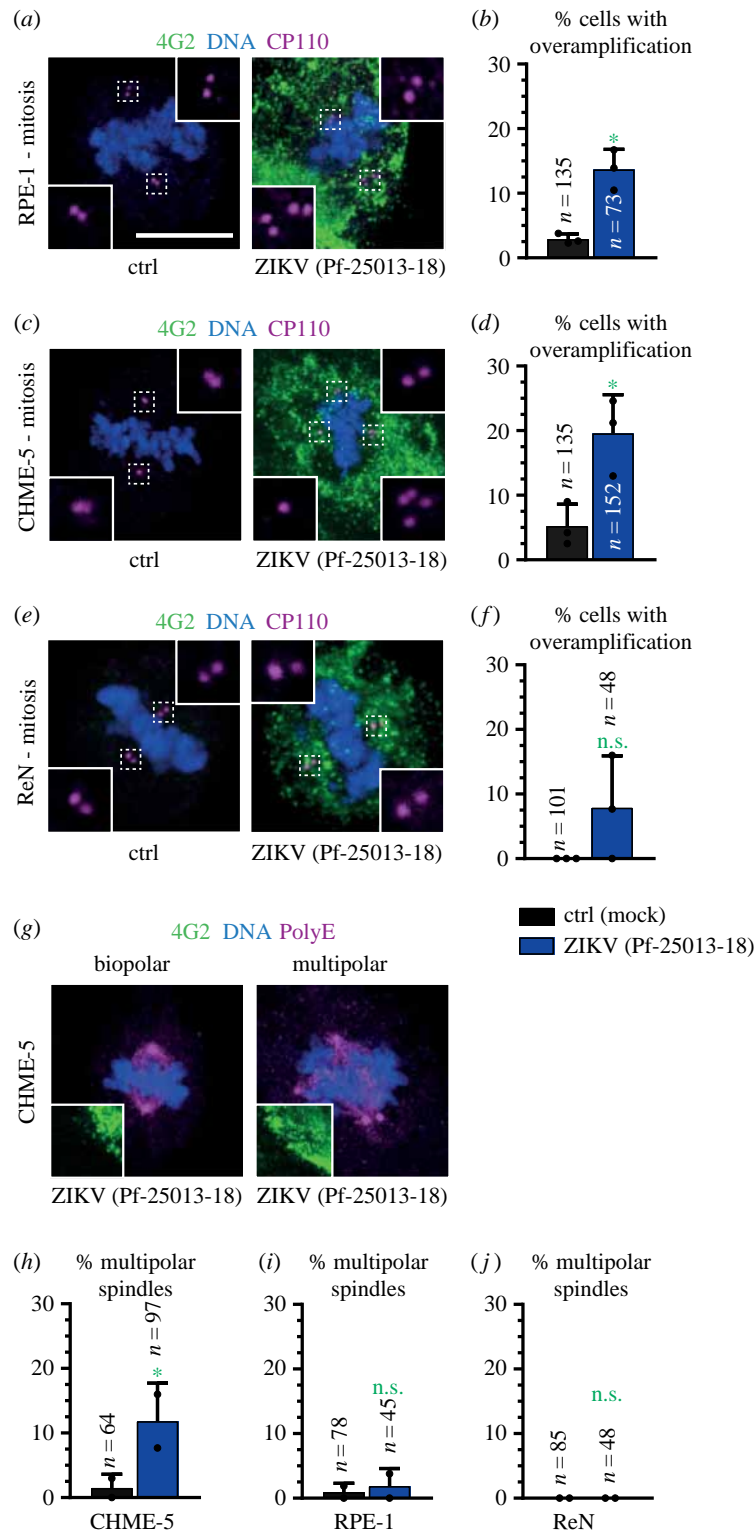 (a)
4G2 DNA CP110
RPE-1 - mitosis
ctrl
ZIKV (Pf-25013-18)
(b)
% cells with
overamplification
30
20
10
0
n = 135
n = 73
*
(c)
4G2 DNA CP110
CHME-5 - mitosis
ctrl
ZIKV (Pf-25013-18)
(d)
% cells with
overamplification
30
20
10
0
n = 135
n = 152
*
(e)
4G2 DNA CP110
ReN - mitosis
ctrl
ZIKV (Pf-25013-18)
(f)
% cells with
overamplification
30
20
10
0
n = 101
n = 48
n.s.
ctrl (mock)
ZIKV (Pf-25013-18)
(g)
4G2 DNA PolyE
biopolar
multipolar
CHME-5
ZIKV (Pf-25013-18)
ZIKV (Pf-25013-18)
(h)
% multipolar
spindles
30
20
10
0
n = 64
n = 97
*
CHME-5
(i)
% multipolar
spindles
30
20
10
0
n = 78
n = 45
n.s.
RPE-1
(j)
% multipolar
spindles
30
20
10
0
n = 85
n = 48
n.s.
ReN